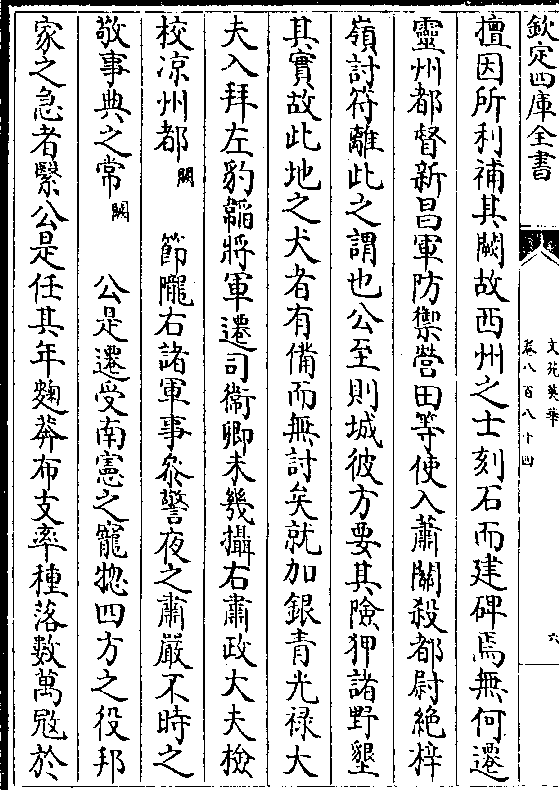 欽定四庫全書
文苑英華
卷八百八十四
六
擅因所利補其闕故西州之士刻石而建碑焉無何遷
靈州都督新昌軍防禦營田等使入蕭關殺都尉絶梓
嶺討符離此之謂也公至則城彼方要其險狎諸野墾
其實故此地之犬者有備而無討矣就加銀青光禄大
夫入拜左豹韜將軍遷司衛卿未幾攝右肅政大夫檢
校凉州都闕節隴右諸軍事叅警夜之肅嚴不時之
敬事典之常闕公是遷受南憲之寵揔四方之役邦
家之急者繄公是任其年麴莽布支率種落數萬宼於